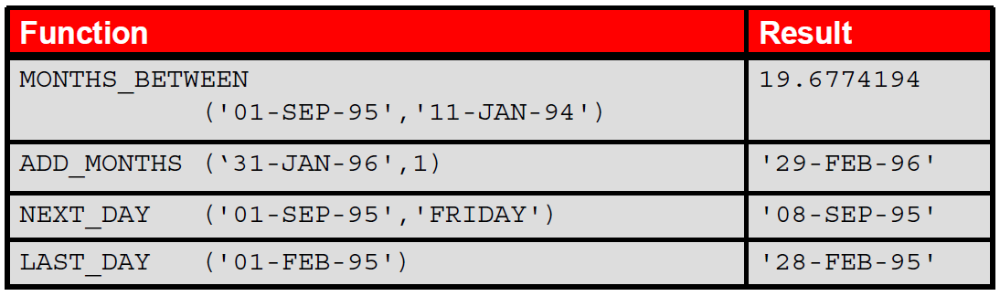 Function Result
MONTHS_BETWEEN 19.6774194
('01-SEP-95','11-JAN-94')
ADD_MONTHS (‘31-JAN-96',1) '29-FEB-96'
NEXT_DAY ('01-SEP-95','FRIDAY') '08-SEP-95'
LAST_DAY ('01-FEB-95') '28-FEB-95'